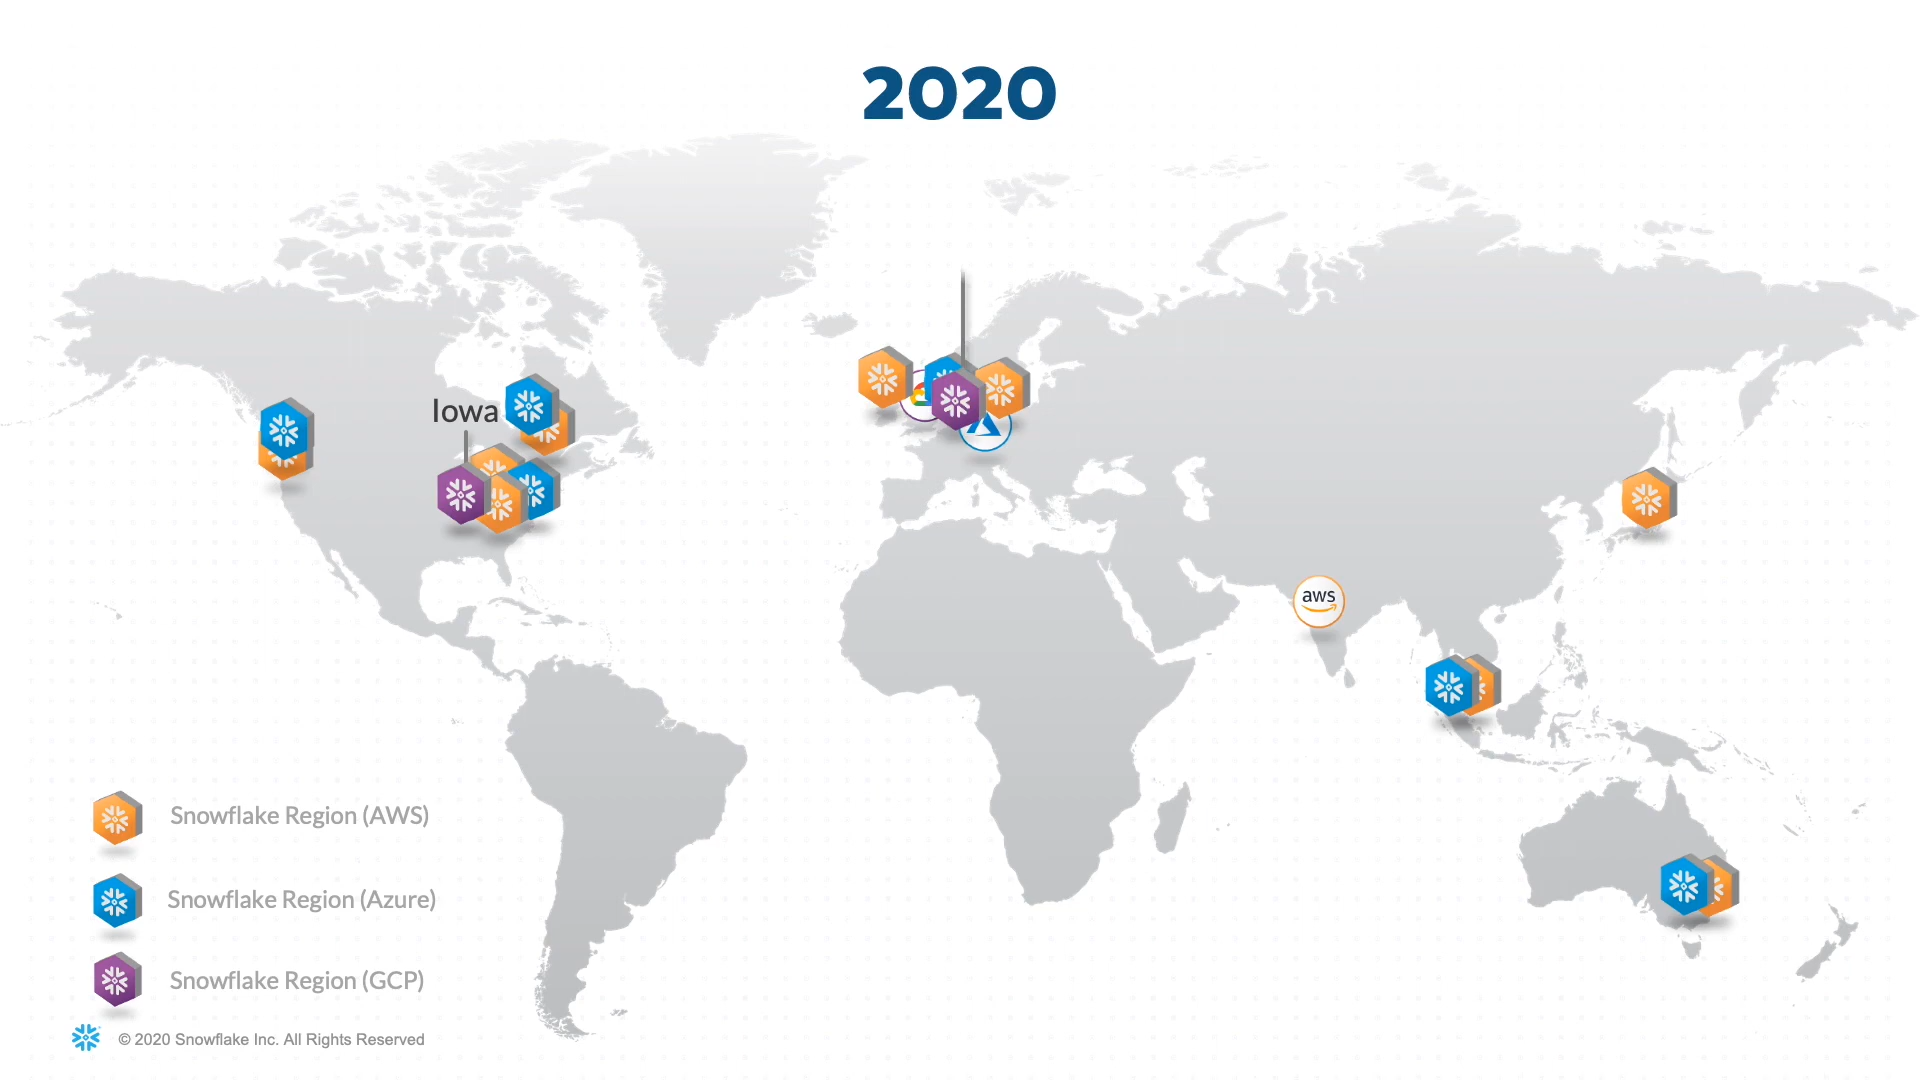 2020
Iowa
aws
Snowflake Region (AWS)
Snowflake Region (Azure)
Snowflake Region (GCP)
© 2020 Snowflake Inc. All Rights Reserved